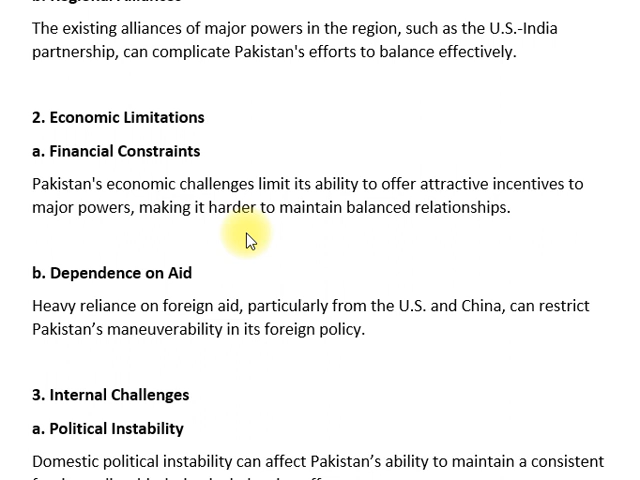 The existing alliances of major powers in the region, such as the U.S.-India
partnership, can complicate Pakistan's efforts to balance effectively.
2. Economic Limitations
a. Financial Constraints
Pakistan's economic challenges limit its ability to offer attractive incentives to
major powers, making it harder to maintain balanced relationships.
b. Dependence on Aid
Heavy reliance on foreign aid, particularly from the U.S. and China, can restrict
Pakistan’s maneuverability in its foreign policy.
3. Internal Challenges
a. Political Instability
Domestic political instability can affect Pakistan’s ability to maintain a consistent